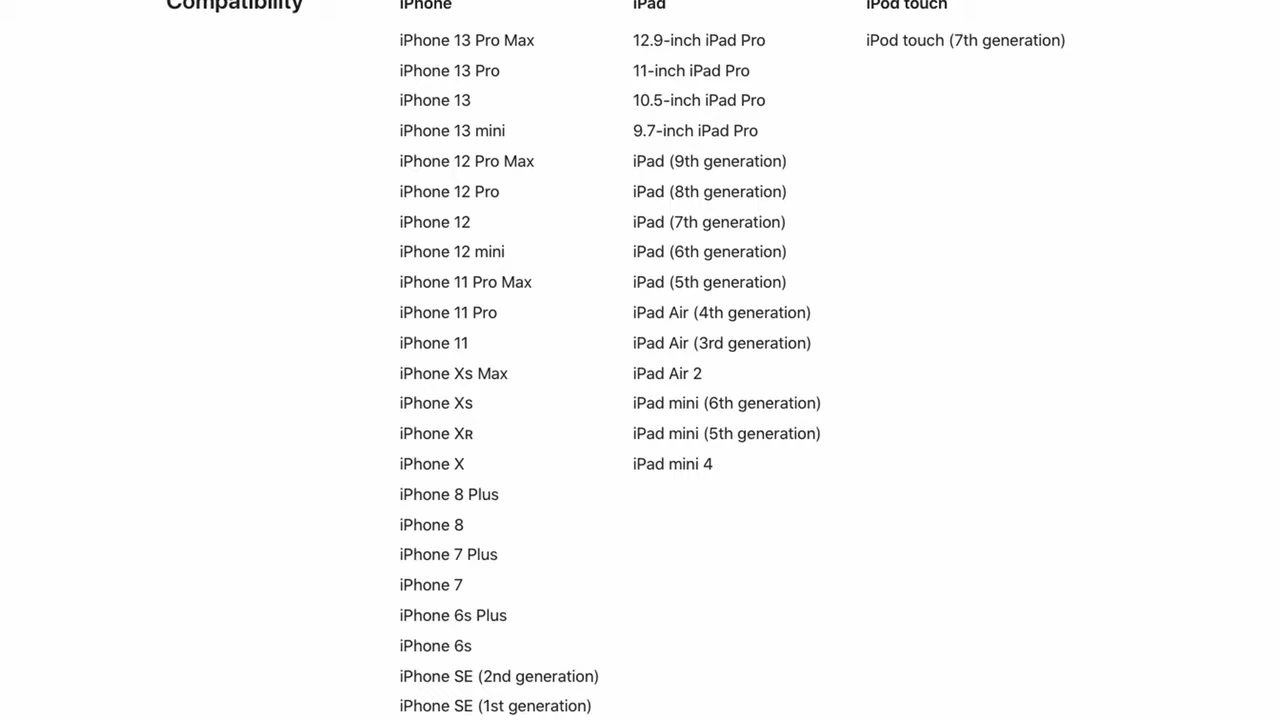 Compatibility
iPhone
iPhone 13 Pro Max
iPhone 13 Pro
iPhone 13
iPhone 13 mini
iPhone 12 Pro Max
iPhone 12 Pro
iPhone 12
iPhone 12 mini
iPhone 11 Pro Max
iPhone 11 Pro
iPhone 11
iPhone Xs Max
iPhone Xs
iPhone XR
iPhone X
iPhone 8 Plus
iPhone 8
iPhone 7 Plus
iPhone 7
iPhone 6s Plus
iPhone 6s
iPhone SE (2nd generation)
iPhone SE (1st generation)
iPad
12.9-inch iPad Pro
11-inch iPad Pro
10.5-inch iPad Pro
9.7-inch iPad Pro
iPad (9th generation)
iPad (8th generation)
iPad (7th generation)
iPad (6th generation)
iPad (5th generation)
iPad Air (4th generation)
iPad Air (3rd generation)
iPad Air 2
iPad mini (6th generation)
iPad mini (5th generation)
iPad mini 4
iPod touch
iPod touch (7th generation)